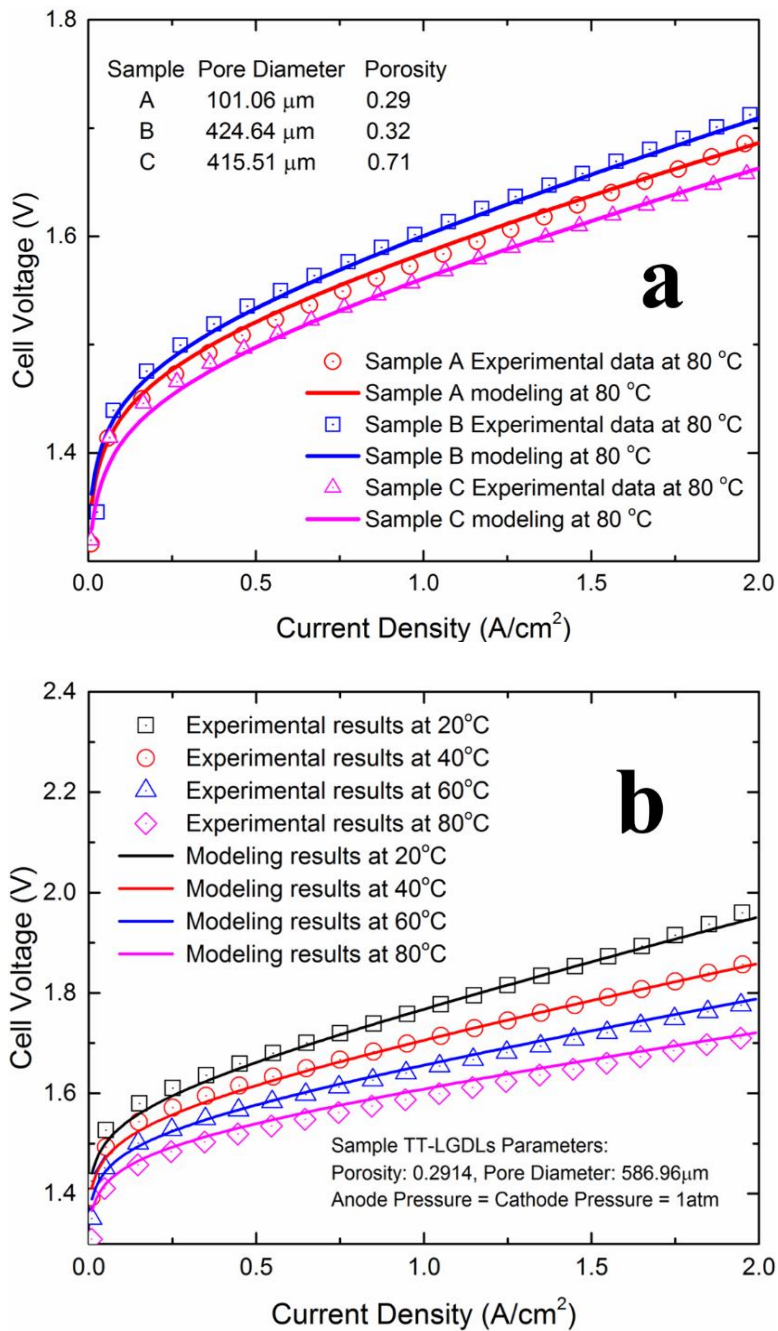 1.8
Sample Pore Diameter Porosity
A 101.06 μm 0.29
B 424.64 μm 0.32
C 415.51 μm 0.71
1.6
a
Cell Voltage (V)
Sample A Experimental data at 80 °C
Sample A modeling at 80 °C
Sample B Experimental data at 80 °C
1.4
Sample B modeling at 80 °C
Sample C Experimental data at 80 °C
Sample C modeling at 80 °C
0.0 0.5 1.0 1.5 2.0
Current Density (A/cm²)
2.4
Experimental results at 20°C
Experimental results at 40°C
2.2
Experimental results at 60°C
b
Experimental results at 80°C
Modeling results at 20°C
2.0
Modeling results at 40°C
Modeling results at 60°C
Modeling results at 80°C
Cell Voltage (V)
1.8
1.6
Sample TT-LGDLs Parameters:
Porosity: 0.2914, Pore Diameter: 586.96μm
Anode Pressure = Cathode Pressure = 1atm
1.4
0.0 0.5 1.0 1.5 2.0
Current Density (A/cm²)